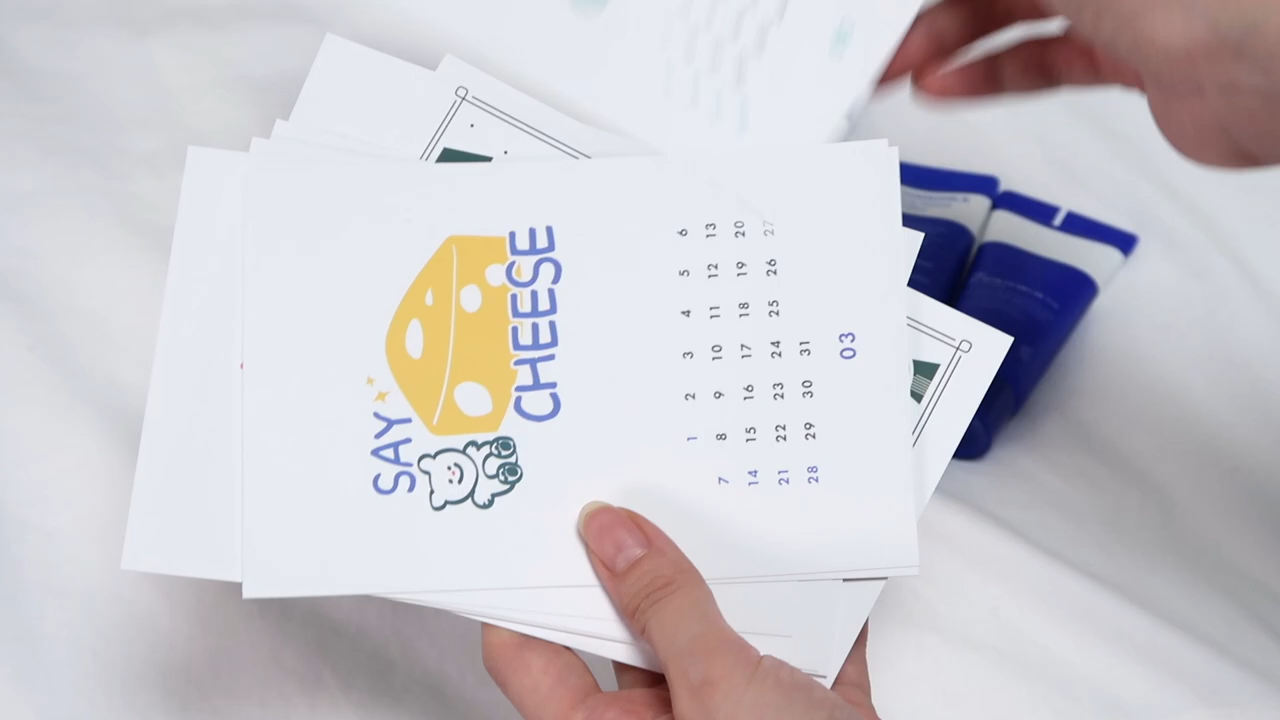 SAY
CHEESE
1 2 3 4 5 6
7 8 9 10 11 12 13
14 15 16 17 18 19 20
21 22 23 24 25 26 27
28 29 30 31
03